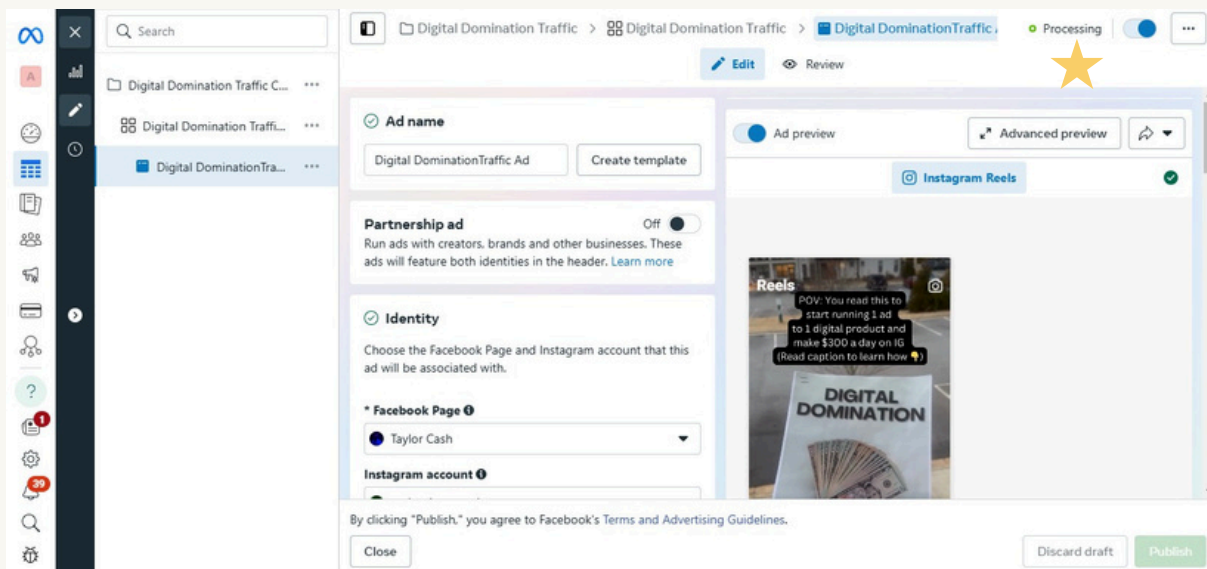 Digital Domination Traffic > Digital Domination Traffic > Digital DominationTraffic
Processing
Edit
Review
A
Search
Digital Domination Traffic C...
Digital Domination Traffi...
Digital DominationTra...
Ad name
Digital DominationTraffic Ad
Create template
Partnership ad
Off
Run ads with creators, brands and other businesses. These
ads will feature both identities in the header. Learn more
Identity
Choose the Facebook Page and Instagram account that this
ad will be associated with.
* Facebook Page
Taylor Cash
Instagram account
Ad preview
Advanced preview
Instagram Reels
Reels
POV: You read this to
start running 1 ad
to 1 digital product and
make $300 a day on IG
(Read caption to learn how 👇)
DIGITAL
DOMINATION
?
1
39
By clicking "Publish," you agree to Facebook's Terms and Advertising Guidelines.
Close
Discard draft
Publish